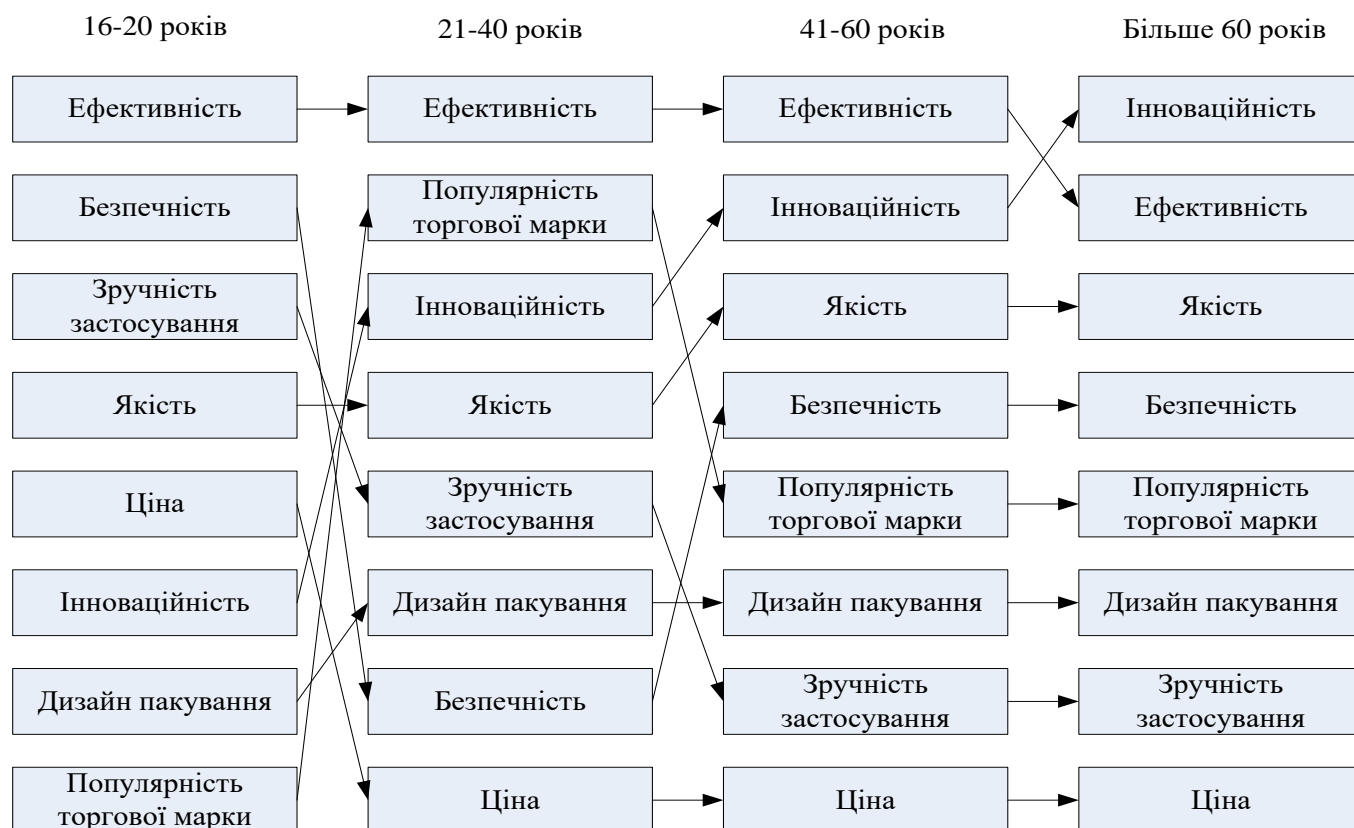 16-20 років
21-40 років
41-60 років
Більше 60 років
Ефективність
Ефективність
Ефективність
Інноваційність
Безпечність
Популярність
торгової марки
Інноваційність
Ефективність
Зручність
застосування
Інноваційність
Якість
Якість
Якість
Якість
Безпечність
Безпечність
Ціна
Зручність
застосування
Популярність
торгової марки
Популярність
торгової марки
Інноваційність
Дизайн пакування
Дизайн пакування
Дизайн пакування
Дизайн пакування
Безпечність
Зручність
застосування
Зручність
застосування
Популярність
торгової марки
Ціна
Ціна
Ціна